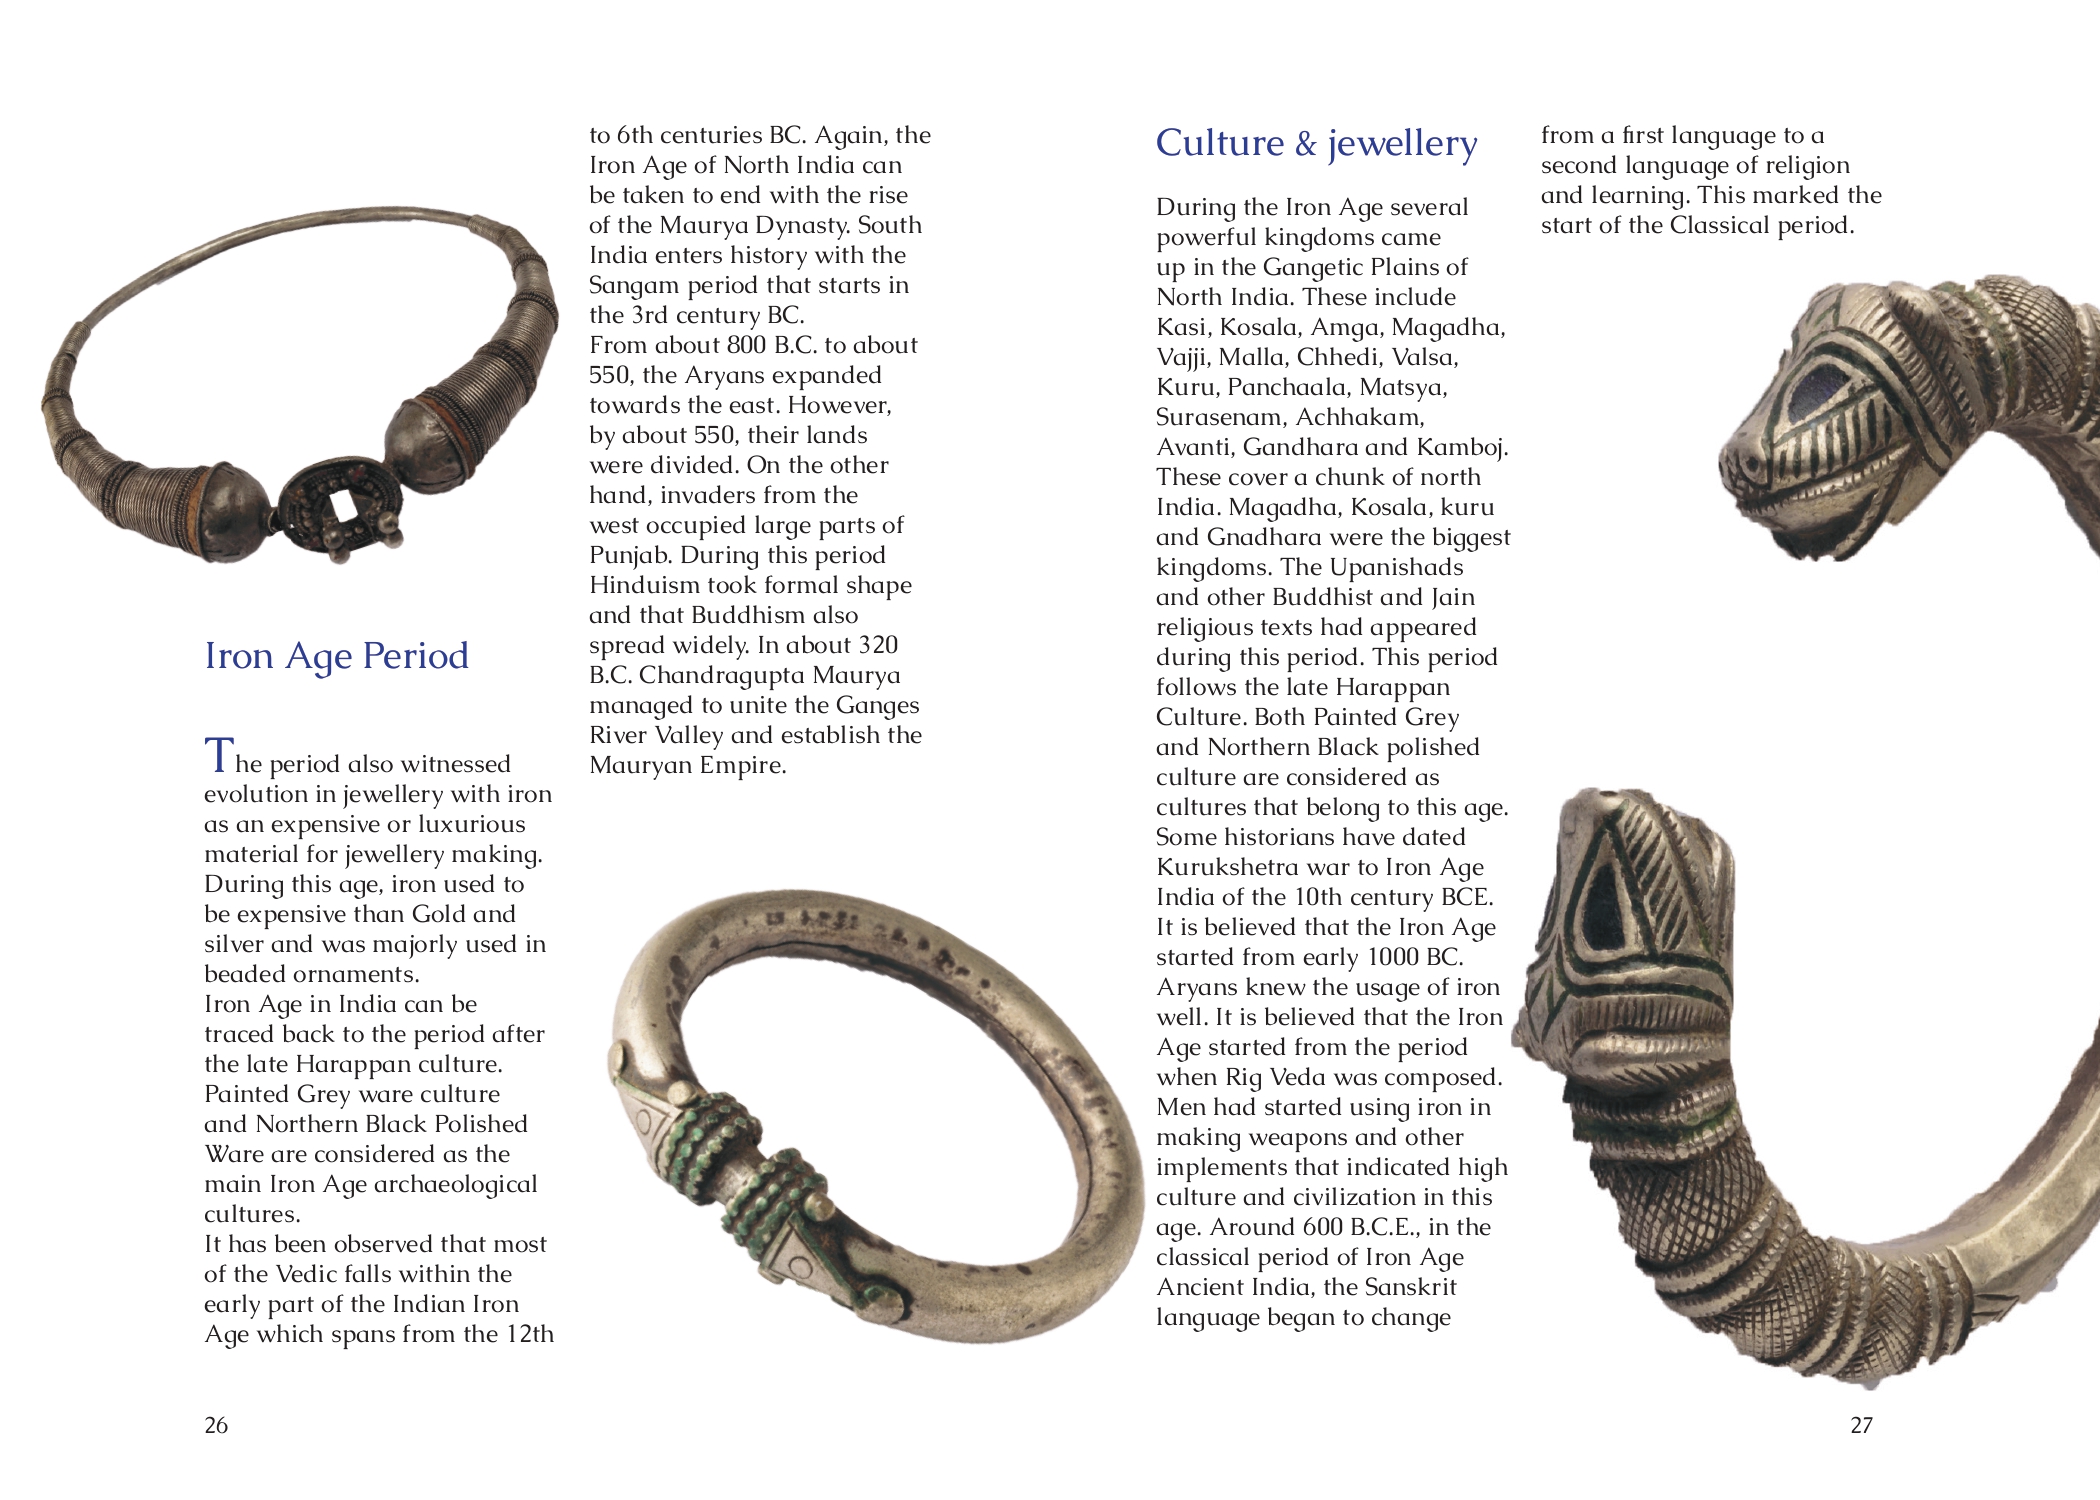 Iron Age Period
The period also witnessed
evolution in jewellery with iron
as an expensive or luxurious
material for jewellery making.
During this age, iron used to
be expensive than Gold and
silver and was majorly used in
beaded ornaments.
Iron Age in India can be
traced back to the period after
the late Harappan culture.
Painted Grey ware culture
and Northern Black Polished
Ware are considered as the
main Iron Age archaeological
cultures.
It has been observed that most
of the Vedic falls within the
early part of the Indian Iron
Age which spans from the 12th
to 6th centuries BC. Again, the
Iron Age of North India can
be taken to end with the rise
of the Maurya Dynasty. South
India enters history with the
Sangam period that starts in
the 3rd century BC.
From about 800 B.C. to about
550, the Aryans expanded
towards the east. However,
by about 550, their lands
were divided. On the other
hand, invaders from the
west occupied large parts of
Punjab. During this period
Hinduism took formal shape
and that Buddhism also
spread widely. In about 320
B.C. Chandragupta Maurya
managed to unite the Ganges
River Valley and establish the
Mauryan Empire.
26
Culture & jewellery
During the Iron Age several
powerful kingdoms came
up in the Gangetic Plains of
North India. These include
Kasi, Kosala, Amga, Magadha,
Vajji, Malla, Chhedi, Valsa,
Kuru, Panchaala, Matsya,
Surasenam, Achhakam,
Avanti, Gandhara and Kamboj.
These cover a chunk of north
India. Magadha, Kosala, kuru
and Gnadhara were the biggest
kingdoms. The Upanishads
and other Buddhist and Jain
religious texts had appeared
during this period. This period
follows the late Harappan
Culture. Both Painted Grey
and Northern Black polished
culture are considered as
cultures that belong to this age.
Some historians have dated
Kurukshetra war to Iron Age
India of the 10th century BCE.
It is believed that the Iron Age
started from early 1000 BC.
Aryans knew the usage of iron
well. It is believed that the Iron
Age started from the period
when Rig Veda was composed.
Men had started using iron in
making weapons and other
implements that indicated high
culture and civilization in this
age. Around 600 B.C.E., in the
classical period of Iron Age
Ancient India, the Sanskrit
language began to change
from a first language to a
second language of religion
and learning. This marked the
start of the Classical period.
27